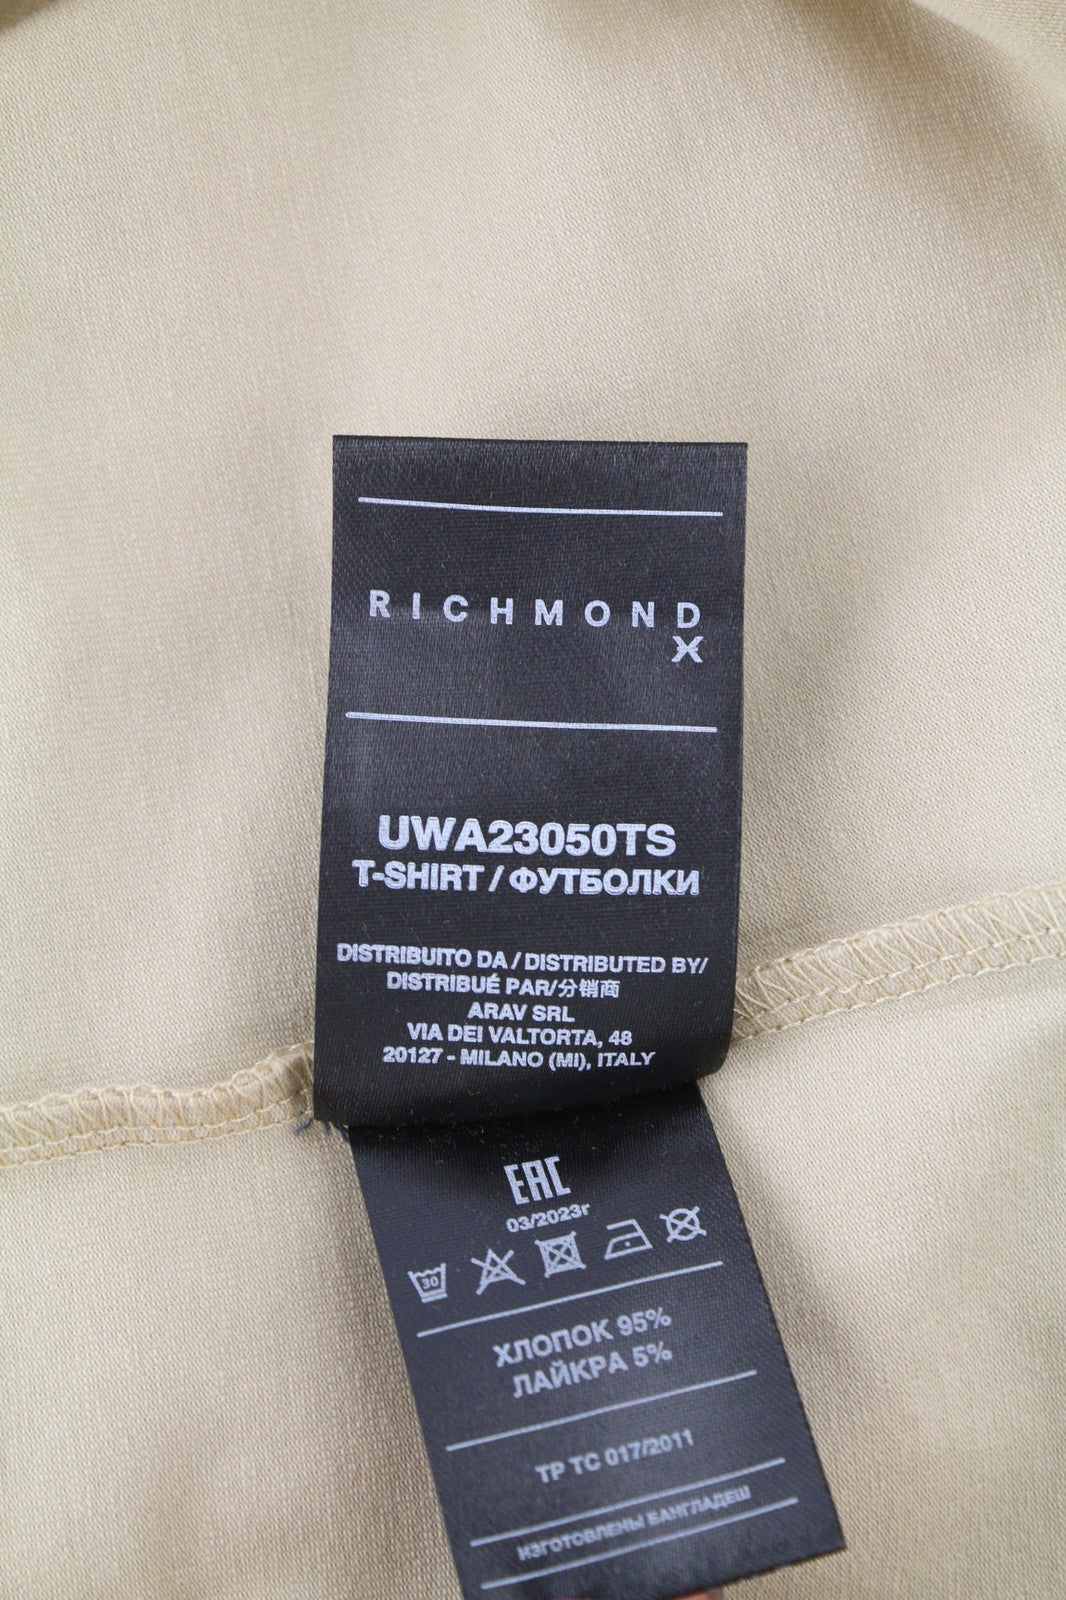 RICHMOND
X
UWA23050TS
T-SHIRT / ФУТБОЛКИ
DISTRIBUITO DA / DISTRIBUTED BY/
DISTRIBUÉ PAR/分销商
ARAV SRL
VIA DEI VALTORTA, 48
20127 - MILANO (MI), ITALY
EAC
03/2023г
30
ХЛОПОК 95%
ЛАЙКРА 5%
ТР ТС 017/2011
ИЗГОТОВЛЕНЫ БАНГЛАДЕШ